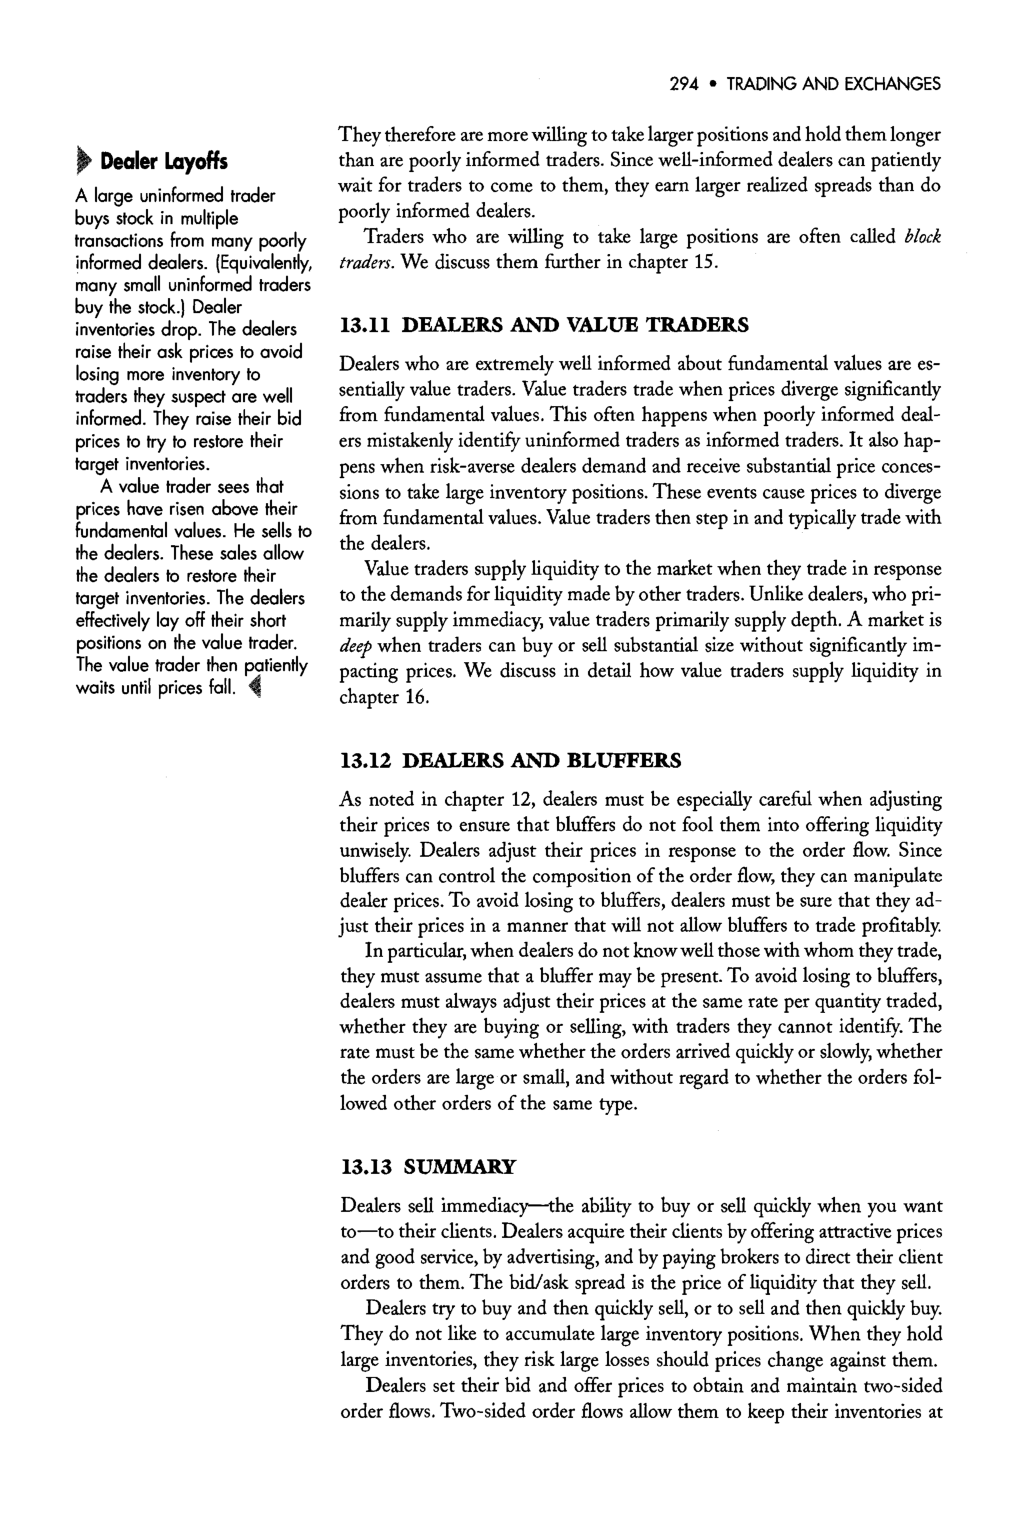 294 • TRADING AND EXCHANGES
Dealer Layoffs
A large uninformed trader
buys stock in multiple
transactions from many poorly
informed dealers. (Equivalently,
many small uninformed traders
buy the stock.) Dealer
inventories drop. The dealers
raise their ask prices to avoid
losing more inventory to
traders they suspect are well
informed. They raise their bid
prices to try to restore their
target inventories.
A value trader sees that
prices have risen above their
fundamental values. He sells to
the dealers. These sales allow
the dealers to restore their
target inventories. The dealers
effectively lay off their short
positions on the value trader.
The value trader then patiently
waits until prices fall.
They therefore are more willing to take larger positions and hold them longer
than are poorly informed traders. Since well-informed dealers can patiently
wait for traders to come to them, they earn larger realized spreads than do
poorly informed dealers.
Traders who are willing to take large positions are often called block
traders. We discuss them further in chapter 15.
13.11 DEALERS AND VALUE TRADERS
Dealers who are extremely well informed about fundamental values are es-
sentially value traders. Value traders trade when prices diverge significantly
from fundamental values. This often happens when poorly informed deal-
ers mistakenly identify uninformed traders as informed traders. It also hap-
pens when risk-averse dealers demand and receive substantial price conces-
sions to take large inventory positions. These events cause prices to diverge
from fundamental values. Value traders then step in and typically trade with
the dealers.
Value traders supply liquidity to the market when they trade in response
to the demands for liquidity made by other traders. Unlike dealers, who pri-
marily supply immediacy, value traders primarily supply depth. A market is
deep when traders can buy or sell substantial size without significantly im-
pacting prices. We discuss in detail how value traders supply liquidity in
chapter 16.
13.12 DEALERS AND BLUFFERS
As noted in chapter 12, dealers must be especially careful when adjusting
their prices to ensure that bluffers do not fool them into offering liquidity
unwisely. Dealers adjust their prices in response to the order flow. Since
bluffers can control the composition of the order flow, they can manipulate
dealer prices. To avoid losing to bluffers, dealers must be sure that they ad-
just their prices in a manner that will not allow bluffers to trade profitably.
In particular, when dealers do not know well those with whom they trade,
they must assume that a bluffer may be present. To avoid losing to bluffers,
dealers must always adjust their prices at the same rate per quantity traded,
whether they are buying or selling, with traders they cannot identify. The
rate must be the same whether the orders arrived quickly or slowly, whether
the orders are large or small, and without regard to whether the orders fol-
lowed other orders of the same type.
13.13 SUMMARY
Dealers sell immediacy—the ability to buy or sell quickly when you want
to—to their clients. Dealers acquire their clients by offering attractive prices
and good service, by advertising, and by paying brokers to direct their client
orders to them. The bid/ask spread is the price of liquidity that they sell.
Dealers try to buy and then quickly sell, or to sell and then quickly buy.
They do not like to accumulate large inventory positions. When they hold
large inventories, they risk large losses should prices change against them.
Dealers set their bid and offer prices to obtain and maintain two-sided
order flows. Two-sided order flows allow them to keep their inventories at